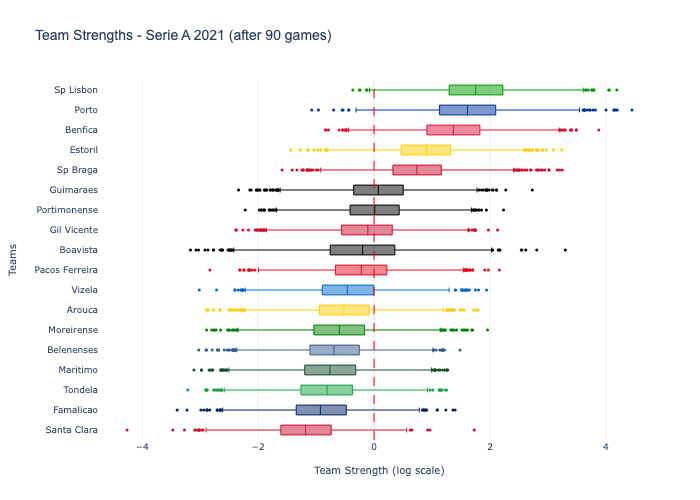 Team Strengths - Serie A 2021 (after 90 games)
Sp Lisbon
Porto
Benfica
Estoril
Sp Braga
Guimaraes
Portimonense
Gil Vicente
Boavista
Pacos Ferreira
Vizela
Arouca
Moreirense
Belenenses
Maritimo
Tondela
Famalicao
Santa Clara
Teams
−4 −2 0 2 4
Team Strength (log scale)